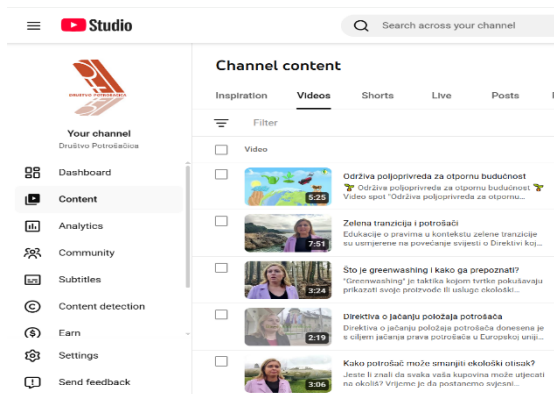 Studio
Search across your channel
DRUŠTVO POTROŠAČICA
Your channel
Društvo Potrošačica
Dashboard
Content
Analytics
Community
Subtitles
Content detection
Earn
Settings
Send feedback
Channel content
Inspiration Videos Shorts Live Posts
Filter
Video
5:25
Održiva poljoprivreda za otpornu budućnost
Održiva poljoprivreda za otpornu budućnost
Video spot "Održiva poljoprivreda za otpornu...
7:51
Zelena tranzicija i potrošači
Edukacije o pravima u kontekstu zelene tranzicije
su usmjerene na povećanje svijesti o Direktivi koj...
3:24
Što je greenwashing i kako ga prepoznati?
"Greenwashing" je taktika kojom tvrtke pokušavaju
prikazati svoje proizvode ili usluge ekološki...
2:19
Direktiva o jačanju položaja potrošača
Direktiva o jačanju položaja potrošača donesena je
s ciljem jačanja prava potrošača u Europskoj uniji...
3:06
Kako potrošač može smanjiti ekološki otisak?
Jeste li znali da svaka vaša kupovina može utjecati
na okoliš? Vrijeme je da postanemo svjesni...